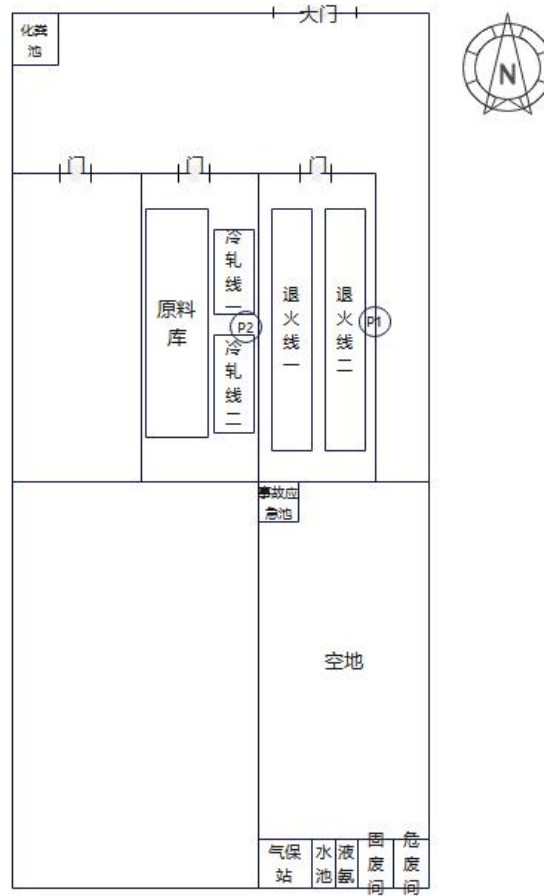 大门
化粪
池
N
门
门
门
原料
库
冷
轧
线
一
P2
冷
轧
线
二
退
火
线
一
退
火
线
二
P1
事故应
急池
空地
气保
站
水
池
液
氨
固
废
间
危
废
间